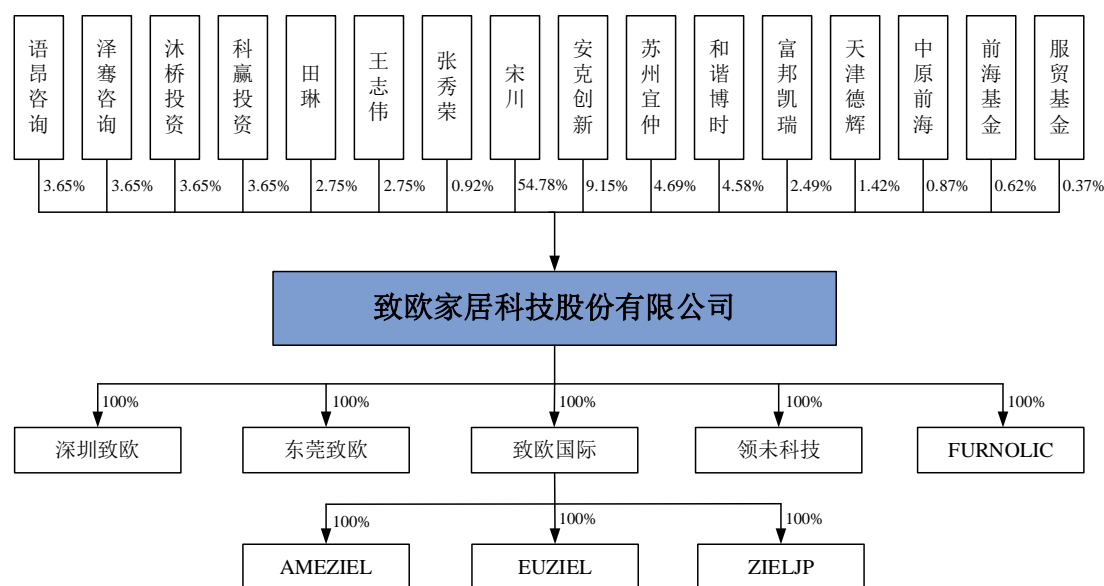 语昂咨询
泽骞咨询
沐桥投资
科赢投资
田琳
王志伟
张秀荣
宋川
安克创新
苏州宜仲
和谐博时
富邦凯瑞
天津德辉
中原前海
前海基金
服贸基金
3.65%
3.65%
3.65%
3.65%
2.75%
2.75%
0.92%
54.78%
9.15%
4.69%
4.58%
2.49%
1.42%
0.87%
0.62%
0.37%
致欧家居科技股份有限公司
100%
100%
100%
100%
100%
深圳致欧
东莞致欧
致欧国际
领未科技
FURNOLIC
100%
100%
100%
AMEZIEL
EUZIEL
ZIELJP